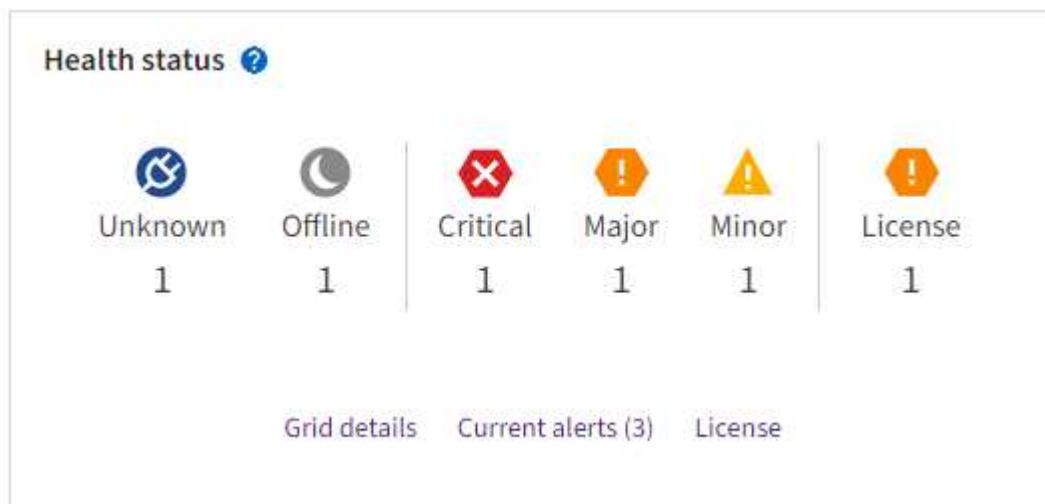 Health status ?
Unknown Offline Critical Major Minor License
1 1 1 1 1 1
Grid details Current alerts (3) License